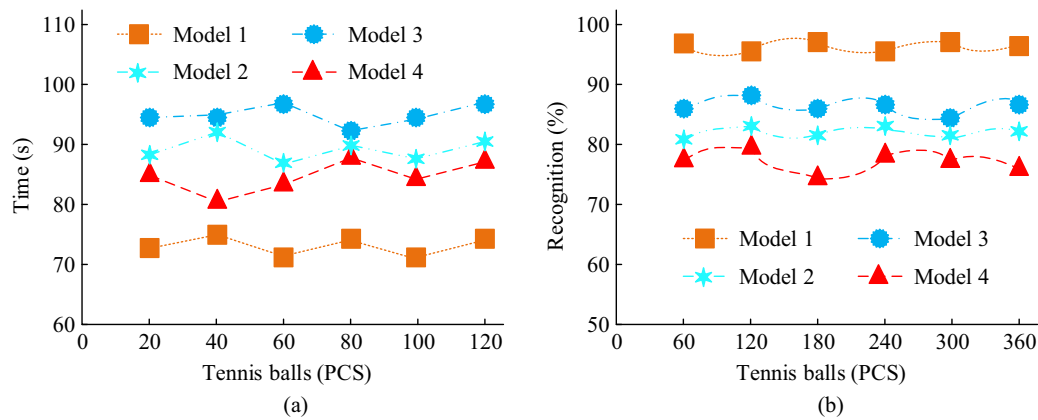 110
100
90
80
70
60
Time (s)
Model 1
Model 3
Model 2
Model 4
0
20
40
60
80
100
120
Tennis balls (PCS)
(a)
100
90
80
70
60
50
Recognition (%)
Model 1
Model 3
Model 2
Model 4
0
60
120
180
240
300
360
Tennis balls (PCS)
(b)